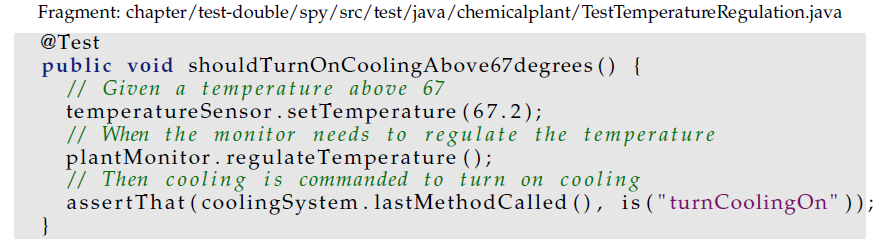 Fragment: chapter/test-double/spy/src/test/java/chemicalplant/TestTemperatureRegulation.java
@Test
public void shouldTurnOnCoolingAbove67degrees() {
// Given a temperature above 67
temperatureSensor.setTemperature(67.2);
// When the monitor needs to regulate the temperature
plantMonitor.regulateTemperature();
// Then cooling is commanded to turn on cooling
assertThat(coolingSystem.lastMethodCalled(), is("turnCoolingOn"));
}